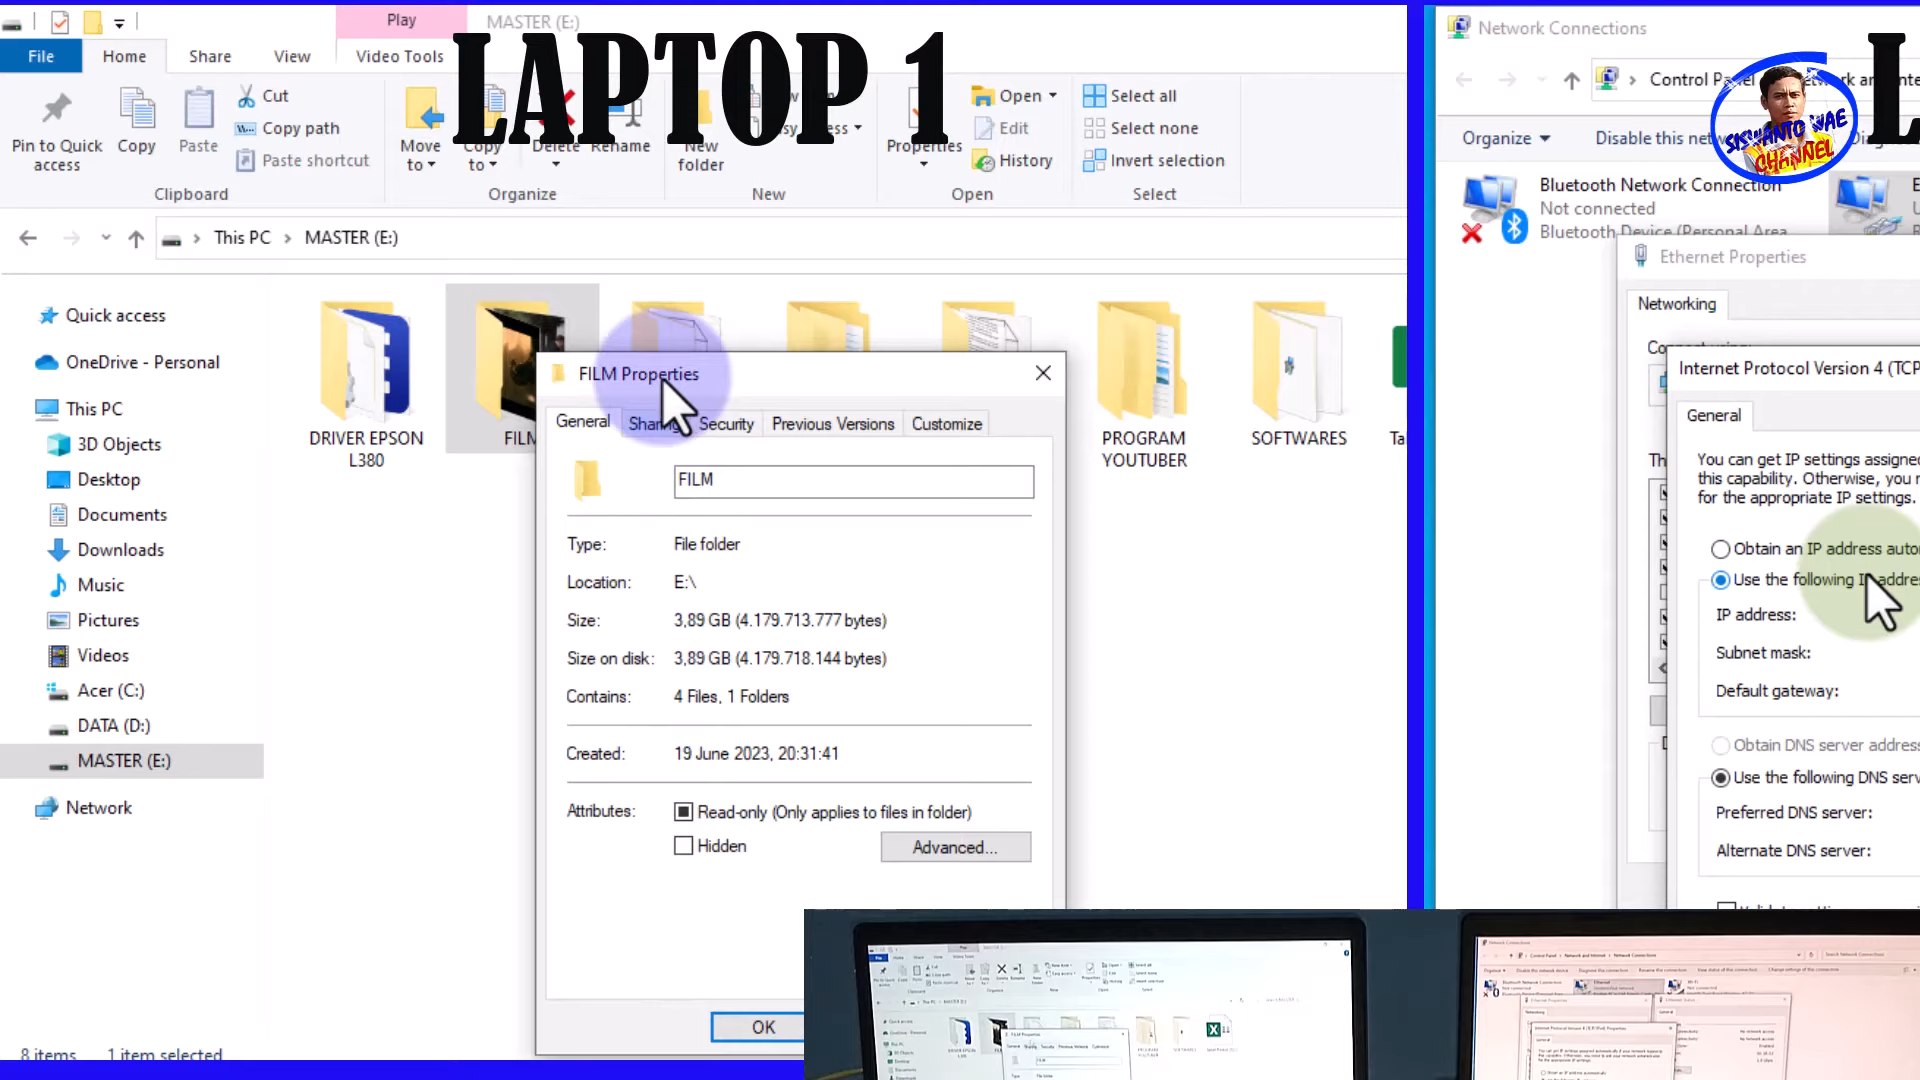 Play
MASTER (E:)
File
Home
Share
View
Video Tools
LAPTOP 1
Pin to Quick
access
Copy
Paste
Cut
Copy path
Paste shortcut
Clipboard
Move
to
Copy
to
Delete
Rename
Organize
New
folder
New
Properties
Open
Edit
History
Open
Select all
Select none
Invert selection
Select
This PC
MASTER (E:)
Quick access
OneDrive - Personal
This PC
3D Objects
Desktop
Documents
Downloads
Music
Pictures
Videos
Acer (C:)
DATA (D:)
MASTER (E:)
Network
8 items
1 item selected
DRIVER EPSON
L380
FILM
PROGRAM
YOUTUBER
SOFTWARES
FILM Properties
General
Sharing
Security
Previous Versions
Customize
FILM
Type:
File folder
Location:
E:\
Size:
3,89 GB (4.179.713.777 bytes)
Size on disk:
3,89 GB (4.179.718.144 bytes)
Contains:
4 Files, 1 Folders
Created:
19 June 2023, 20:31:41
Attributes:
Read-only (Only applies to files in folder)
Hidden
Advanced...
OK
Network Connections
L
Control Panel
SISWANTO WAE
CHANNEL
Organize
Disable this
Bluetooth Network Connection
Not connected
Bluetooth Device (Personal Area
Ethernet Properties
Networking
Internet Protocol Version 4 (TCP
General
You can get IP settings assigned
this capability. Otherwise, you
for the appropriate IP settings.
Obtain an IP address auto
Use the following IP addre
IP address:
Subnet mask:
Default gateway:
Obtain DNS server address
Use the following DNS serv
Preferred DNS server:
Alternate DNS server: